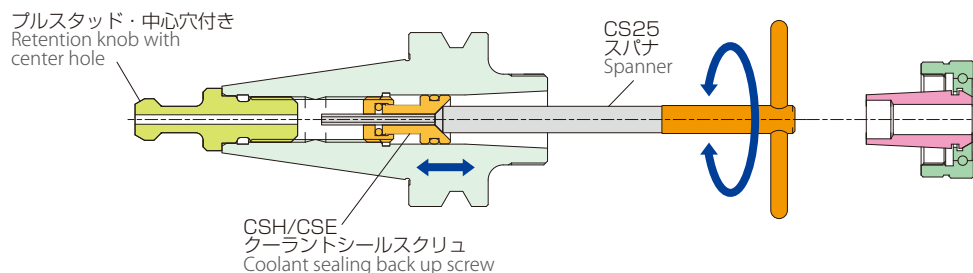 プルスタッド・中心穴付き
Retention knob with
center hole
CS25
スパナ
Spanner
CSH/CSE
クーラントシールスクリュ
Coolant sealing back up screw